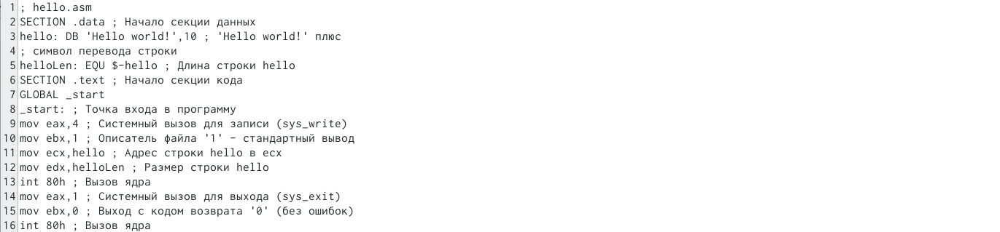 1 ; hello.asm
2 SECTION .data ; Начало секции данных
3 hello: DB 'Hello world!',10 ; 'Hello world!' плюс
4 ; символ перевода строки
5 helloLen: EQU $-hello ; Длина строки hello
6 SECTION .text ; Начало секции кода
7 GLOBAL _start
8 _start: ; Точка входа в программу
9 mov eax,4 ; Системный вызов для записи (sys_write)
10 mov ebx,1 ; Описатель файла '1' - стандартный вывод
11 mov ecx,hello ; Адрес строки hello в ecx
12 mov edx,helloLen ; Размер строки hello
13 int 80h ; Вызов ядра
14 mov eax,1 ; Системный вызов для выхода (sys_exit)
15 mov ebx,0 ; Выход с кодом возврата '0' (без ошибок)
16 int 80h ; Вызов ядра